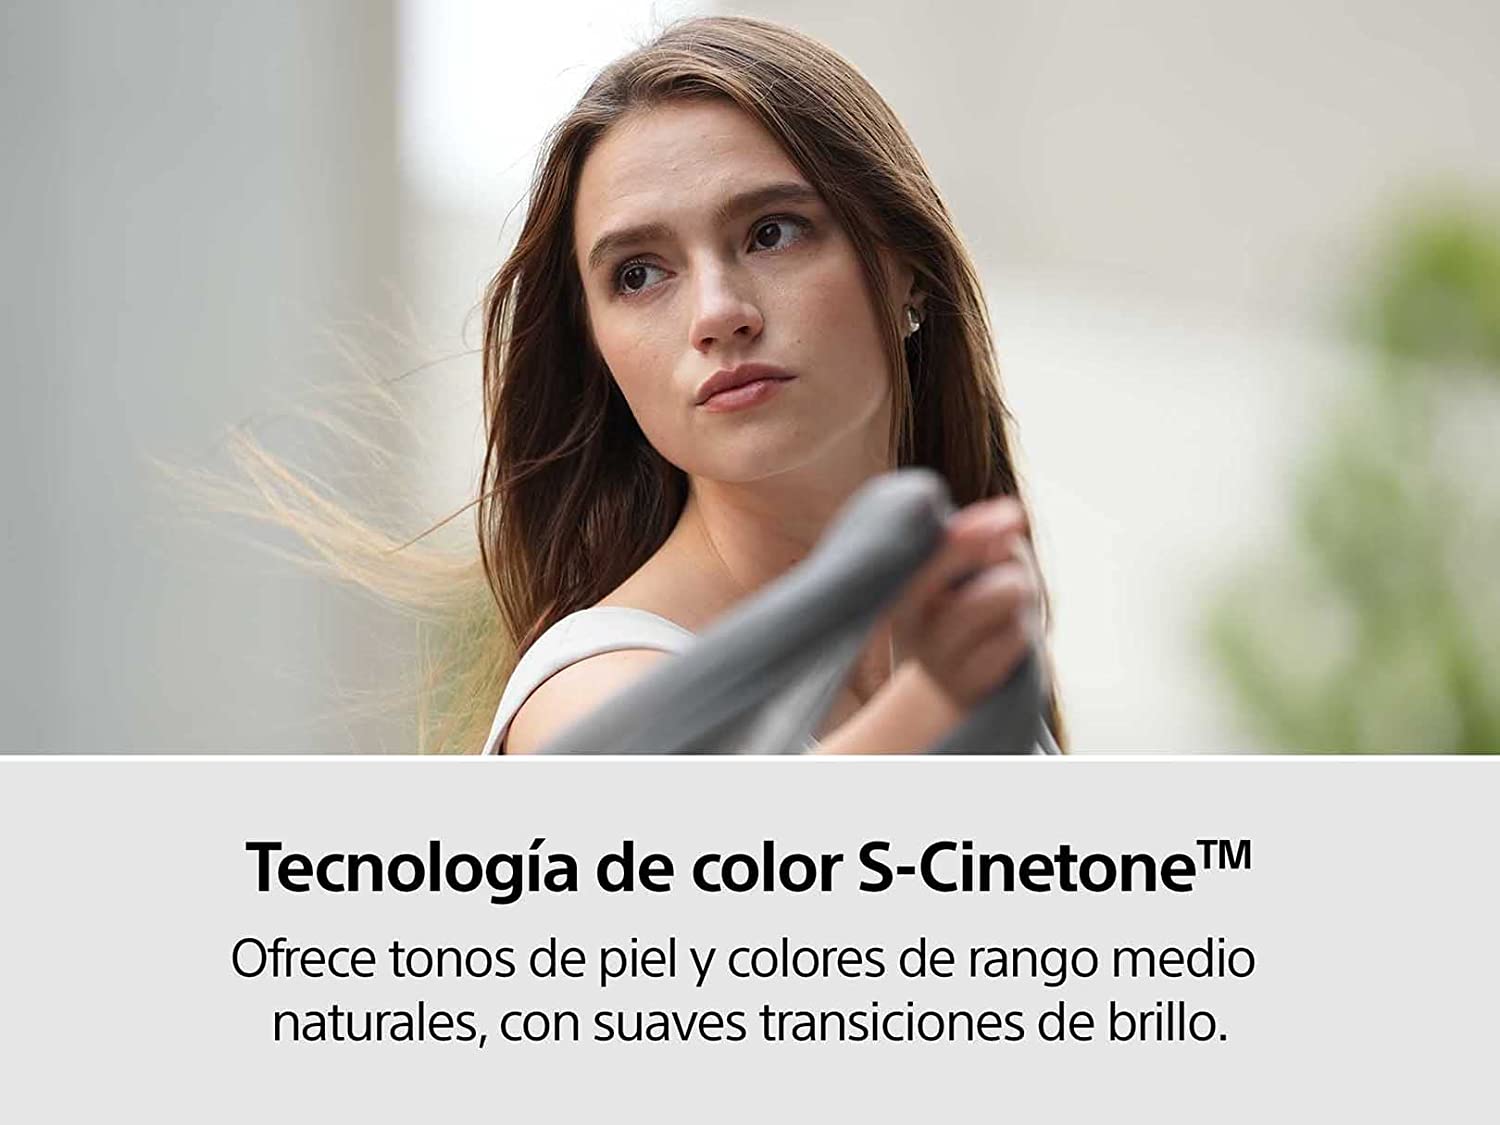 Tecnología de color S-Cinetone™
Ofrece tonos de piel y colores de rango medio
naturales, con suaves transiciones de brillo.